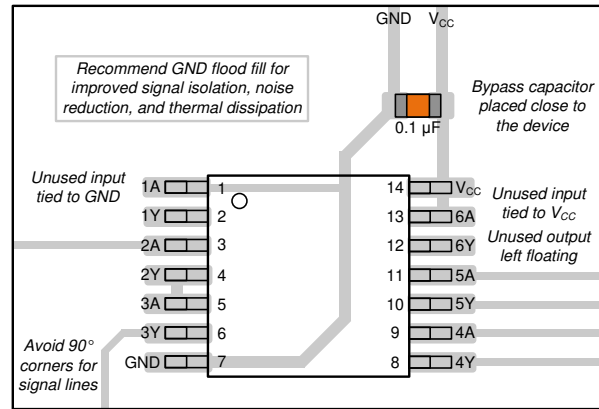 GND V_CC
Recommend GND flood fill for
improved signal isolation, noise
reduction, and thermal dissipation
0.1 µF
Bypass capacitor
placed close to
the device
Unused input
tied to GND
1A 1 14 V_CC
1Y 2 13 6A
2A 3 12 6Y
2Y 4 11 5A
3A 5 10 5Y
3Y 6 9 4A
GND 7 8 4Y
Unused input
tied to V_CC
Unused output
left floating
Avoid 90°
corners for
signal lines